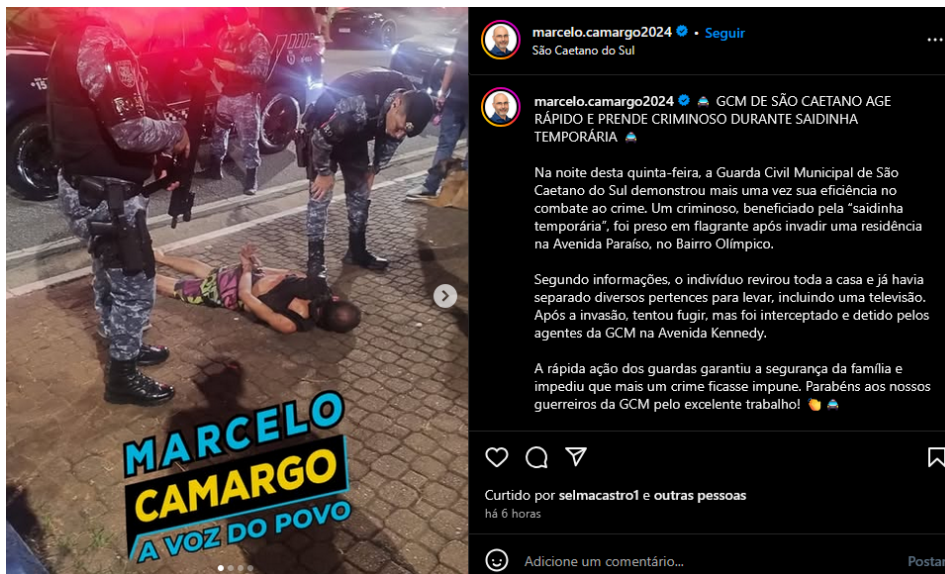 marcelo.camargo2024 • Seguir
São Caetano do Sul
marcelo.camargo2024 🚔 GCM DE SÃO CAETANO AGE
RÁPIDO E PRENDE CRIMINOSO DURANTE SAIDINHA
TEMPORÁRIA 🚔
Na noite desta quinta-feira, a Guarda Civil Municipal de São
Caetano do Sul demonstrou mais uma vez sua eficiência no
combate ao crime. Um criminoso, beneficiado pela “saidinha
temporária”, foi preso em flagrante após invadir uma residência
na Avenida Paraíso, no Bairro Olímpico.
Segundo informações, o indivíduo revirou toda a casa e já havia
separado diversos pertences para levar, incluindo uma televisão.
Após a invasão, tentou fugir, mas foi interceptado e detido pelos
agentes da GCM na Avenida Kennedy.
A rápida ação dos guardas garantiu a segurança da família e
impediu que mais um crime ficasse impune. Parabéns aos nossos
guerreiros da GCM pelo excelente trabalho! 👏 🚔
Curtido por selmacastro1 e outras pessoas
há 6 horas
Adicione um comentário...
Postar
MARCELO
CAMARGO
A VOZ DO POVO